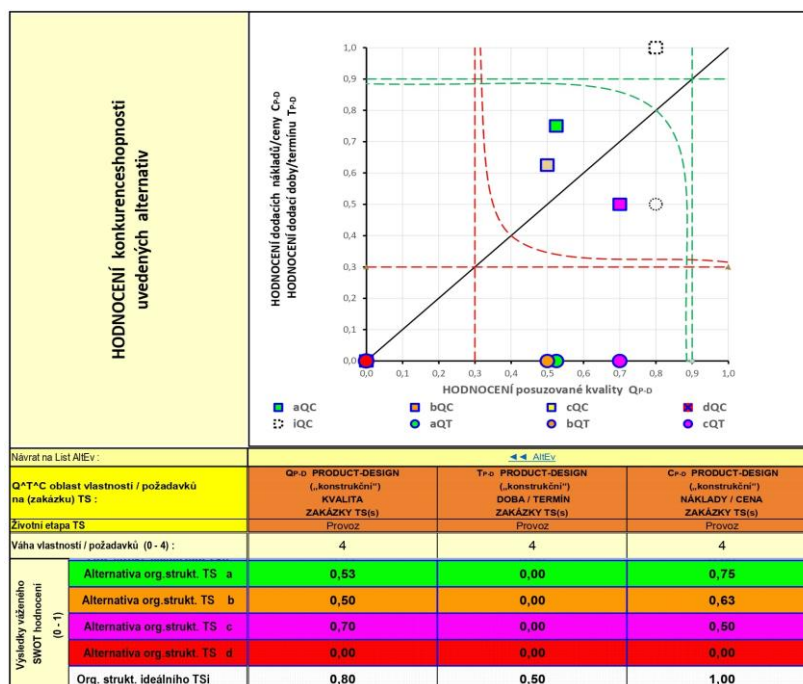 HODNOCENÍ konkurenceshopnosti
uvedených alternativ
HODNOCENÍ dodacích nákladů/ceny CP-D
HODNOCENÍ dodací doby/termínu TP-D
1,0
0,9
0,8
0,7
0,6
0,5
0,4
0,3
0,2
0,1
0,0
0,0 0,1 0,2 0,3 0,4 0,5 0,6 0,7 0,8 0,9 1,0
HODNOCENÍ posuzované kvality QP-D
aQC bQC cQC dQC
iQC aQT bQT cQT
Návrat na List AltEv :
◄◄ AltEv
Q^T^C oblast vlastností / požadavků
na (zakázku) TS :
QP-D PRODUCT-DESIGN
(„konstrukční“)
KVALITA
ZAKÁZKY TS(s)
TP-D PRODUCT-DESIGN
(„konstrukční“)
DOBA / TERMÍN
ZAKÁZKY TS(s)
CP-D PRODUCT-DESIGN
(„konstrukční“)
NÁKLADY / CENA
ZAKÁZKY TS(s)
Životní etapa TS Provoz Provoz Provoz
Váha vlastností / požadavků (0 - 4) : 4 4 4
Výsledky váženého
SWOT hodnocení
(0 - 1)
Alternativa org.strukt. TS a 0,53 0,00 0,75
Alternativa org.strukt. TS b 0,50 0,00 0,63
Alternativa org.strukt. TS c 0,70 0,00 0,50
Alternativa org.strukt. TS d 0,00 0,00 0,00
Org. strukt. ideálního TSi 0,80 0,50 1,00